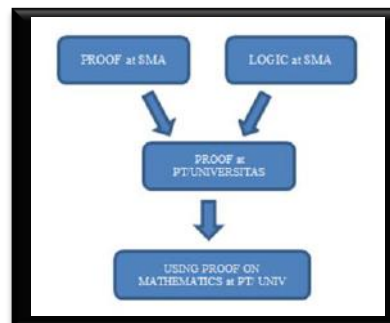 PROOF at SMA
LOGIC at SMA
PROOF at
PT/UNIVERSITAS
USING PROOF ON
MATHEMATICS at PT/ UNIV